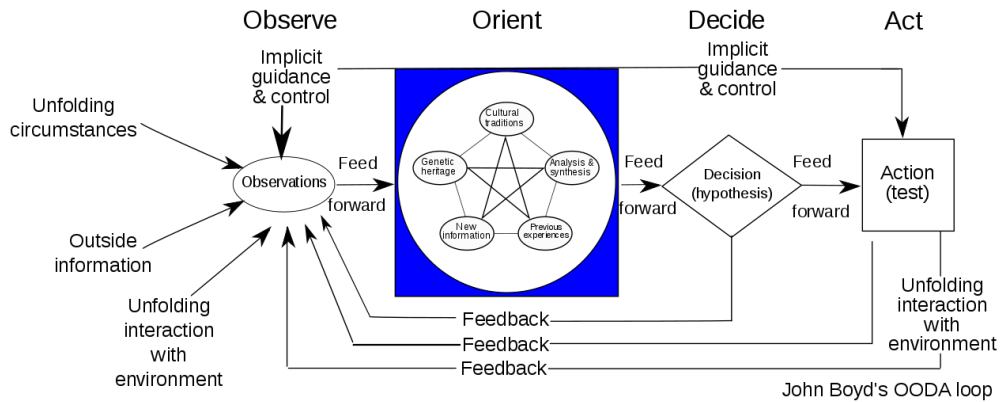 Observe
Orient
Decide
Act
Implicit
guidance
& control
Implicit
guidance
& control
Unfolding
circumstances
Observations
Feed
forward
Cultural
traditions
Genetic
heritage
Analysis &
synthesis
New
information
Previous
experiences
Feed
forward
Decision
(hypothesis)
Feed
forward
Action
(test)
Outside
information
Unfolding
interaction
with
environment
Unfolding
interaction
with
environment
Feedback
Feedback
Feedback
John Boyd's OODA loop